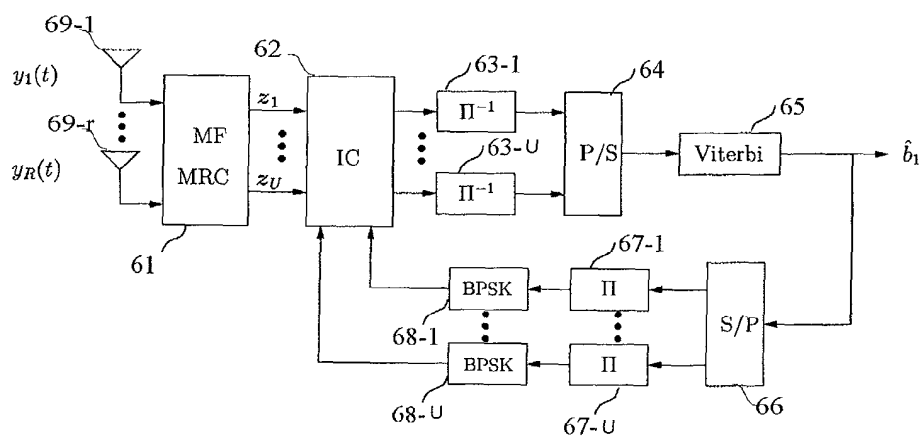 69-1
y₁(t)
69-r
y_R(t)
MF
MRC
61
z₁
z_U
62
IC
63-1
Π⁻¹
63-U
Π⁻¹
64
P/S
65
Viterbi
b̂₁
67-1
BPSK
Π
S/P
68-1
BPSK
Π
68-U
67-U
66